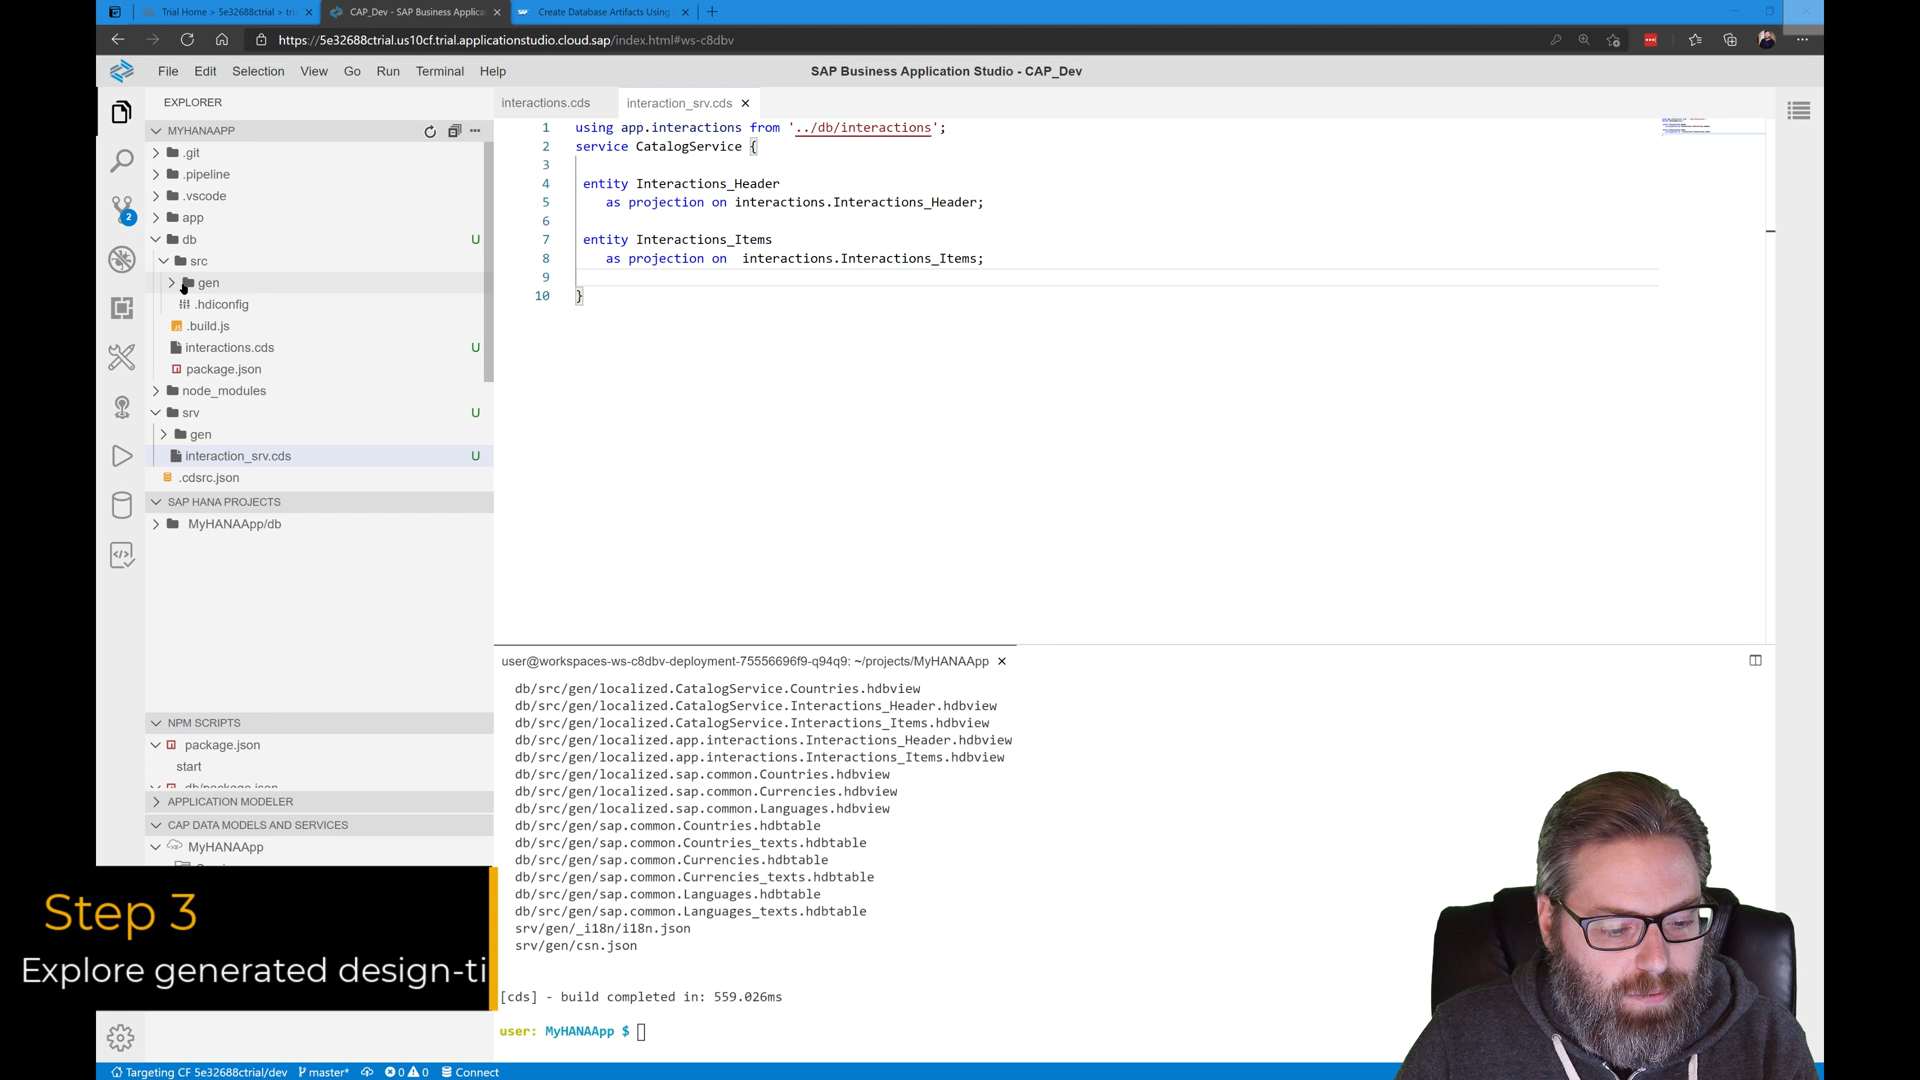 Trial Home > 5e32688ctrial > tri
CAP_Dev - SAP Business Applica
Create Database Artifacts Using
https://5e32688ctrial.us10cf.trial.applicationstudio.cloud.sap/index.html#ws-c8dbv
File Edit Selection View Go Run Terminal Help
SAP Business Application Studio - CAP_Dev
EXPLORER
MYHANAAPP
.git
.pipeline
.vscode
app
db U
src
gen
.hdiconfig
.build.js
interactions.cds U
package.json
node_modules
srv U
gen
interaction_srv.cds U
.cdsrc.json
2
SAP HANA PROJECTS
MyHANAApp/db
NPM SCRIPTS
package.json
start
db/package.json
APPLICATION MODELER
CAP DATA MODELS AND SERVICES
MyHANAApp
interactions.cds
interaction_srv.cds
1 using app.interactions from '../db/interactions';
2 service CatalogService {
3
4 entity Interactions_Header
5 as projection on interactions.Interactions_Header;
6
7 entity Interactions_Items
8 as projection on interactions.Interactions_Items;
9
10 }
user@workspaces-ws-c8dbv-deployment-75556696f9-q94q9: ~/projects/MyHANAApp
db/src/gen/localized.CatalogService.Countries.hdbview
db/src/gen/localized.CatalogService.Interactions_Header.hdbview
db/src/gen/localized.CatalogService.Interactions_Items.hdbview
db/src/gen/localized.app.interactions.Interactions_Header.hdbview
db/src/gen/localized.app.interactions.Interactions_Items.hdbview
db/src/gen/localized.sap.common.Countries.hdbview
db/src/gen/localized.sap.common.Currencies.hdbview
db/src/gen/localized.sap.common.Languages.hdbview
db/src/gen/sap.common.Countries.hdbtable
db/src/gen/sap.common.Countries_texts.hdbtable
db/src/gen/sap.common.Currencies.hdbtable
db/src/gen/sap.common.Currencies_texts.hdbtable
db/src/gen/sap.common.Languages.hdbtable
db/src/gen/sap.common.Languages_texts.hdbtable
srv/gen/_i18n/i18n.json
srv/gen/csn.json
[cds] - build completed in: 559.026ms
user: MyHANAApp $
Step 3
Explore generated design-ti
Targeting CF 5e32688ctrial/dev master* 0 0 Connect